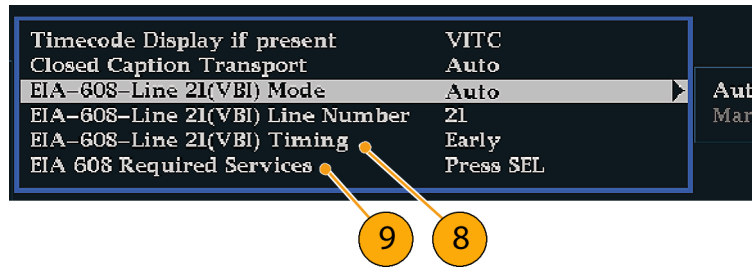 Timecode Display if present VITC
Closed Caption Transport Auto
EIA-608-Line 21(VBI) Mode Auto
EIA-608-Line 21(VBI) Line Number 21
EIA-608-Line 21(VBI) Timing Early
EIA 608 Required Services Press SEL
Aut
Mar
9 8